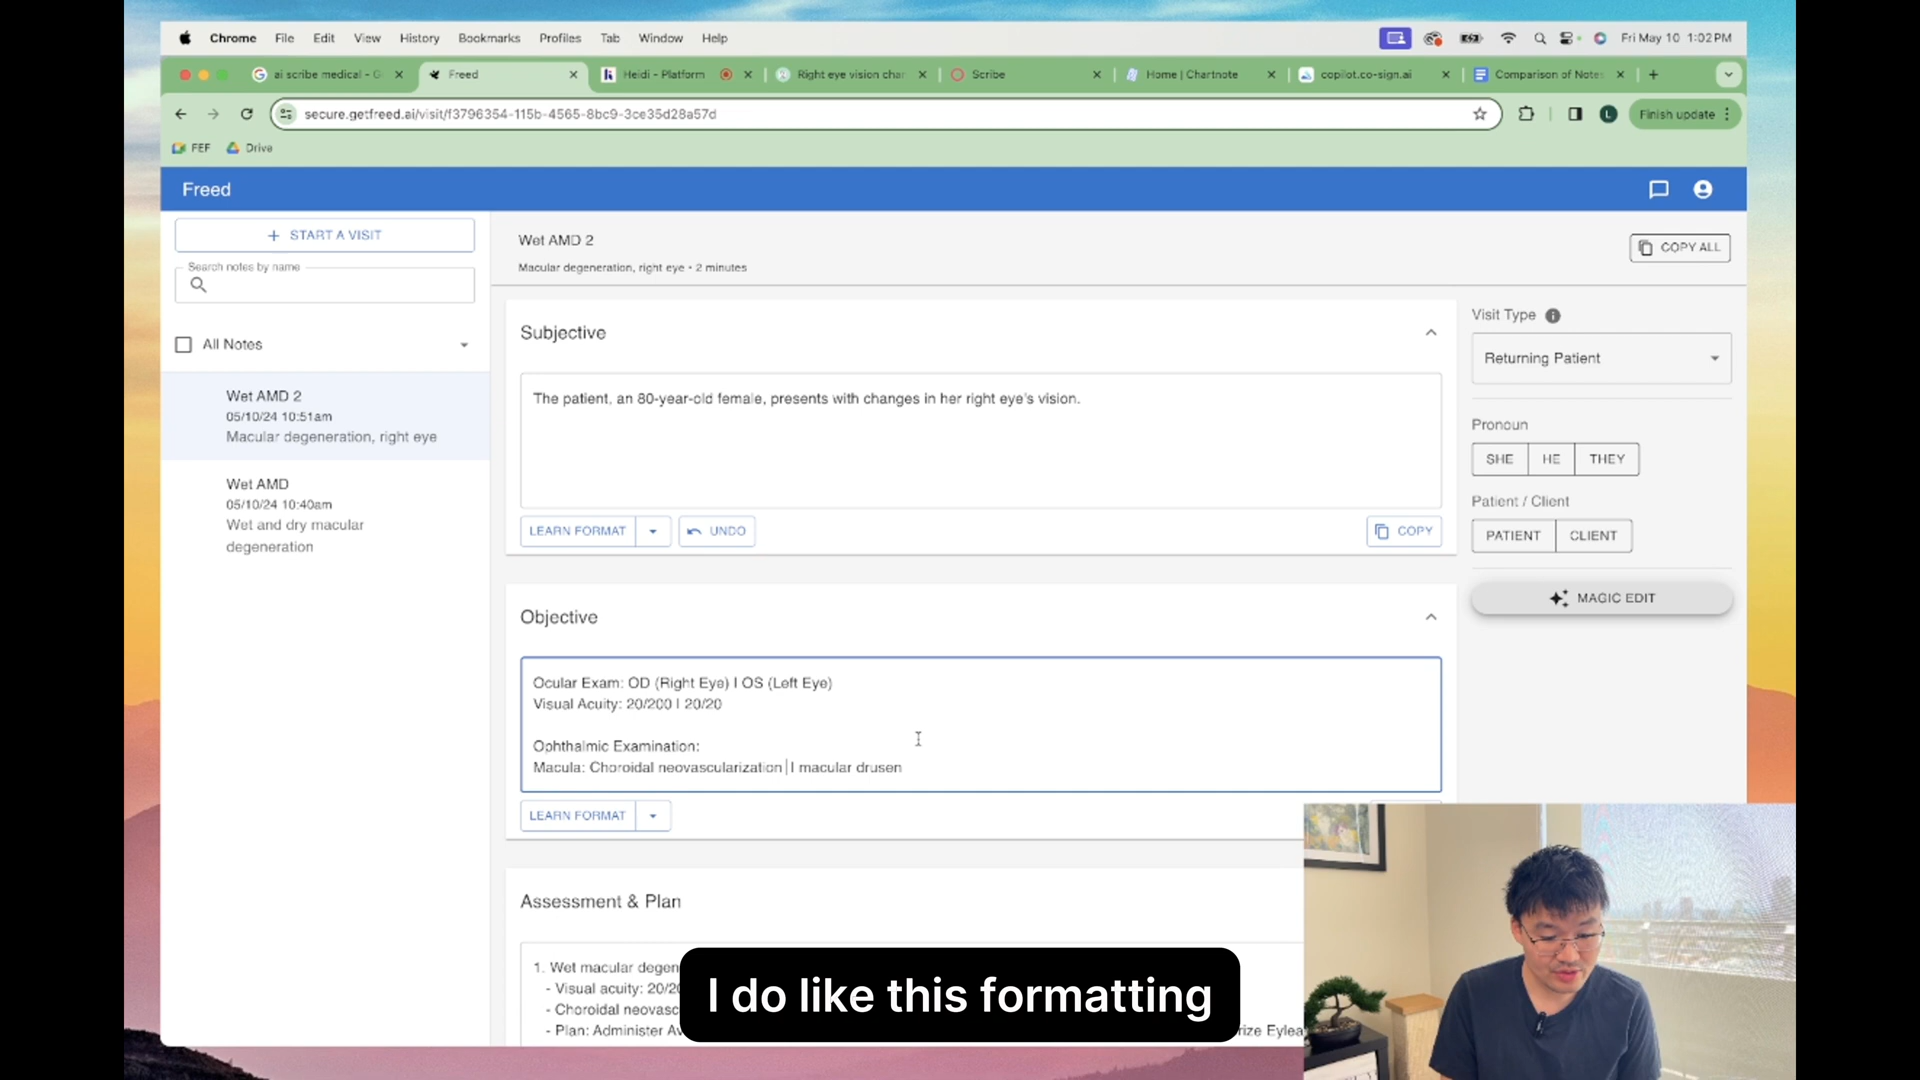 Chrome File Edit View History Bookmarks Profiles Tab Window Help
Fri May 10 1:02 PM
ai scribe medical - G
Freed
Heidi - Platform
Right eye vision char
Scribe
Home | Chartnote
copilot.co-sign.ai
Comparison of Notes
secure.getfreed.ai/visit/f3796354-115b-4565-8bc9-3ce35d28a57d
L
Finish update
FEF
Drive
Freed
+ START A VISIT
Search notes by name
All Notes
Wet AMD 2
05/10/24 10:51am
Macular degeneration, right eye
Wet AMD
05/10/24 10:40am
Wet and dry macular
degeneration
Wet AMD 2
Macular degeneration, right eye • 2 minutes
COPY ALL
Subjective
The patient, an 80-year-old female, presents with changes in her right eye's vision.
LEARN FORMAT
UNDO
COPY
Objective
Ocular Exam: OD (Right Eye) | OS (Left Eye)
Visual Acuity: 20/200 | 20/20
Ophthalmic Examination:
Macula: Choroidal neovascularization | macular drusen
LEARN FORMAT
Assessment & Plan
1. Wet macular degen
- Visual acuity: 20/20
- Choroidal neovasc
- Plan: Administer Av
rize Eylea
Visit Type
Returning Patient
Pronoun
SHE HE THEY
Patient / Client
PATIENT CLIENT
MAGIC EDIT
I do like this formatting